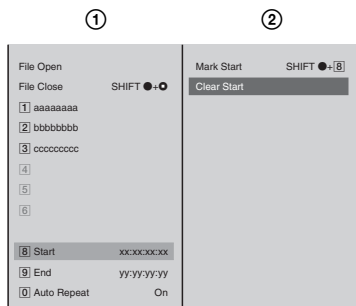 ① ②
File Open
File Close SHIFT ●+○
1 aaaaaaaa
2 bbbbbbbb
3 ccccccccc
4
5
6
8 Start xx:xx:xx:xx
9 End yy:yy:yy:yy
0 Auto Repeat On
Mark Start SHIFT ●+8
Clear Start